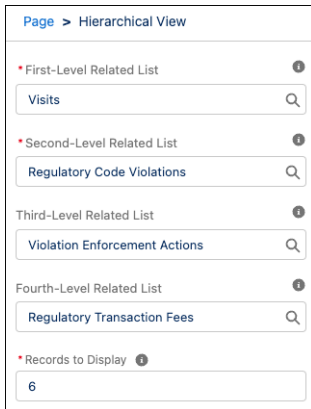 Page > Hierarchical View
* First-Level Related List
Visits
* Second-Level Related List
Regulatory Code Violations
Third-Level Related List
Violation Enforcement Actions
Fourth-Level Related List
Regulatory Transaction Fees
* Records to Display
6